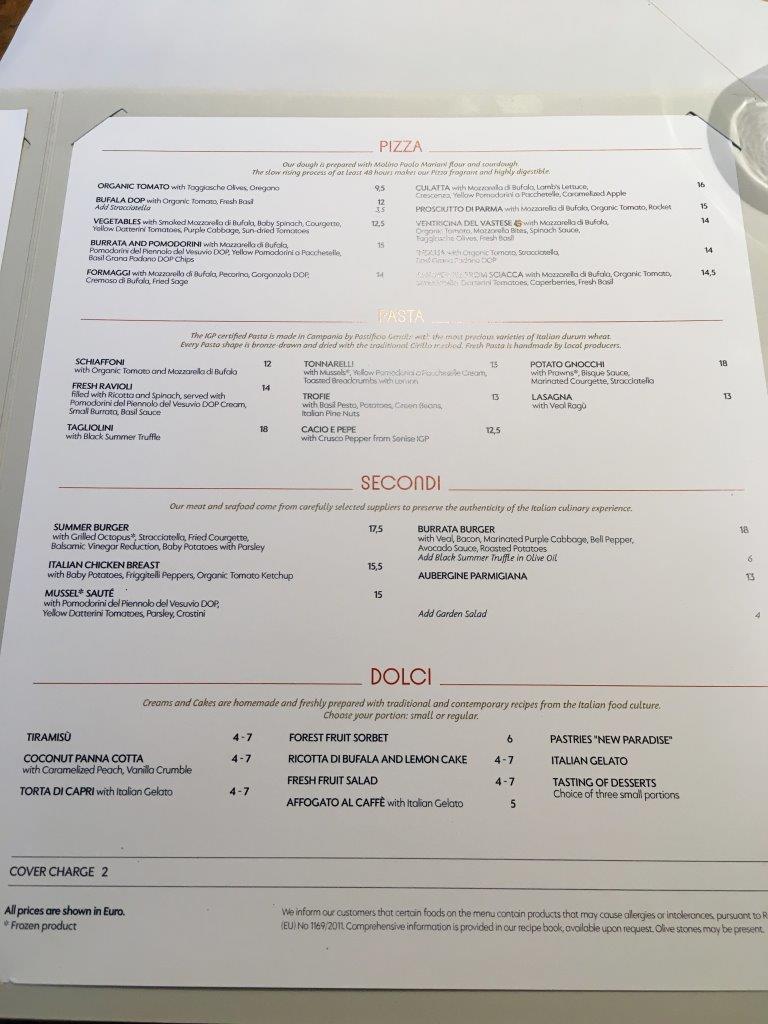 PIZZA
Our dough is prepared with Molino Paolo Mariani flour and sourdough.
The slow rising process of at least 48 hours makes our Pizza fragrant and highly digestible.
ORGANIC TOMATO with Taggiasche Olives, Oregano 9,5
BUFALA DOP with Organic Tomato, Fresh Basil 12
Add Stracciatella 3,5
VEGETABLES with Smoked Mozzarella di Bufala, Baby Spinach, Courgette, 12,5
Yellow Datterini Tomatoes, Purple Cabbage, Sun-dried Tomatoes
BURRATA AND POMODORINI with Mozzarella di Bufala, 15
Pomodorini del Piennolo del Vesuvio DOP, Yellow Pomodorini o Pacchetelle,
Basil Grana Padano DOP Chips
FORMAGGI with Mozzarella di Bufala, Pecorino, Gorgonzola DOP, 14
Cremoso di Bufala, Fried Sage
CULATTA with Mozzarella di Bufala, Lamb's Lettuce, 16
Crescenza, Yellow Pomodorini o Pacchetelle, Caramelized Apple
PROSCIUTTO DI PARMA with Mozzarella di Bufala, Organic Tomato, Rocket 15
VENTRICINA DEL VASTESE with Mozzarella di Bufala, 14
Organic Tomato, Mozzarella Bites, Spinach Sauce,
Taggiasche Olives, Fresh Basil
with Organic Tomato, Stracciatella, 14
Grana Padano DOP
FROM SCIACCA with Mozzarella di Bufala, Organic Tomato, 14,5
Datterini Tomatoes, Caperberries, Fresh Basil
PASTA
The IGP certified Pasta is made in Campania by Pastificio Gentile with the most precious varieties of Italian durum wheat.
Every Pasta shape is bronze-drawn and dried with the traditional Cirillo method. Fresh Pasta is handmade by local producers.
SCHIAFFONI 12
with Organic Tomato and Mozzarella di Bufala
FRESH RAVIOLI 14
filled with Ricotta and Spinach, served with
Pomodorini del Piennolo del Vesuvio DOP Cream,
Small Burrata, Basil Sauce
TAGLIOLINI 18
with Black Summer Truffle
TONNARELLI 13
with Mussels*, Yellow Pomodorini o Pacchetelle Cream,
Toasted Breadcrumbs with Lemon
TROFIE 13
with Basil Pesto, Potatoes, Green Beans,
Italian Pine Nuts
CACIO E PEPE 12,5
with Crusco Pepper from Senise IGP
POTATO GNOCCHI 18
with Prawns*, Bisque Sauce,
Marinated Courgette, Stracciatella
LASAGNA 13
with Veal Ragù
SECONDI
Our meat and seafood come from carefully selected suppliers to preserve the authenticity of the Italian culinary experience.
SUMMER BURGER 17,5
with Grilled Octopus*, Stracciatella, Fried Courgette,
Balsamic Vinegar Reduction, Baby Potatoes with Parsley
ITALIAN CHICKEN BREAST 15,5
with Baby Potatoes, Friggitelli Peppers, Organic Tomato Ketchup
MUSSEL* SAUTÉ 15
with Pomodorini del Piennolo del Vesuvio DOP,
Yellow Datterini Tomatoes, Parsley, Crostini
BURRATA BURGER 18
with Veal, Bacon, Marinated Purple Cabbage, Bell Pepper,
Avocado Sauce, Roasted Potatoes
Add Black Summer Truffle in Olive Oil 6
AUBERGINE PARMIGIANA 13
Add Garden Salad 4
DOLCI
Creams and Cakes are homemade and freshly prepared with traditional and contemporary recipes from the Italian food culture.
Choose your portion: small or regular.
TIRAMISÙ 4 - 7
COCONUT PANNA COTTA 4 - 7
with Caramelized Peach, Vanilla Crumble
TORTA DI CAPRI with Italian Gelato 4 - 7
FOREST FRUIT SORBET 6
RICOTTA DI BUFALA AND LEMON CAKE 4 - 7
FRESH FRUIT SALAD 4 - 7
AFFOGATO AL CAFFÈ with Italian Gelato 5
PASTRIES "NEW PARADISE"
ITALIAN GELATO
TASTING OF DESSERTS
Choice of three small portions
COVER CHARGE 2
All prices are shown in Euro.
* Frozen product
We inform our customers that certain foods on the menu contain products that may cause allergies or intolerances, pursuant to R
(EU) No 1169/2011. Comprehensive information is provided in our recipe book, available upon request. Olive stones may be present.